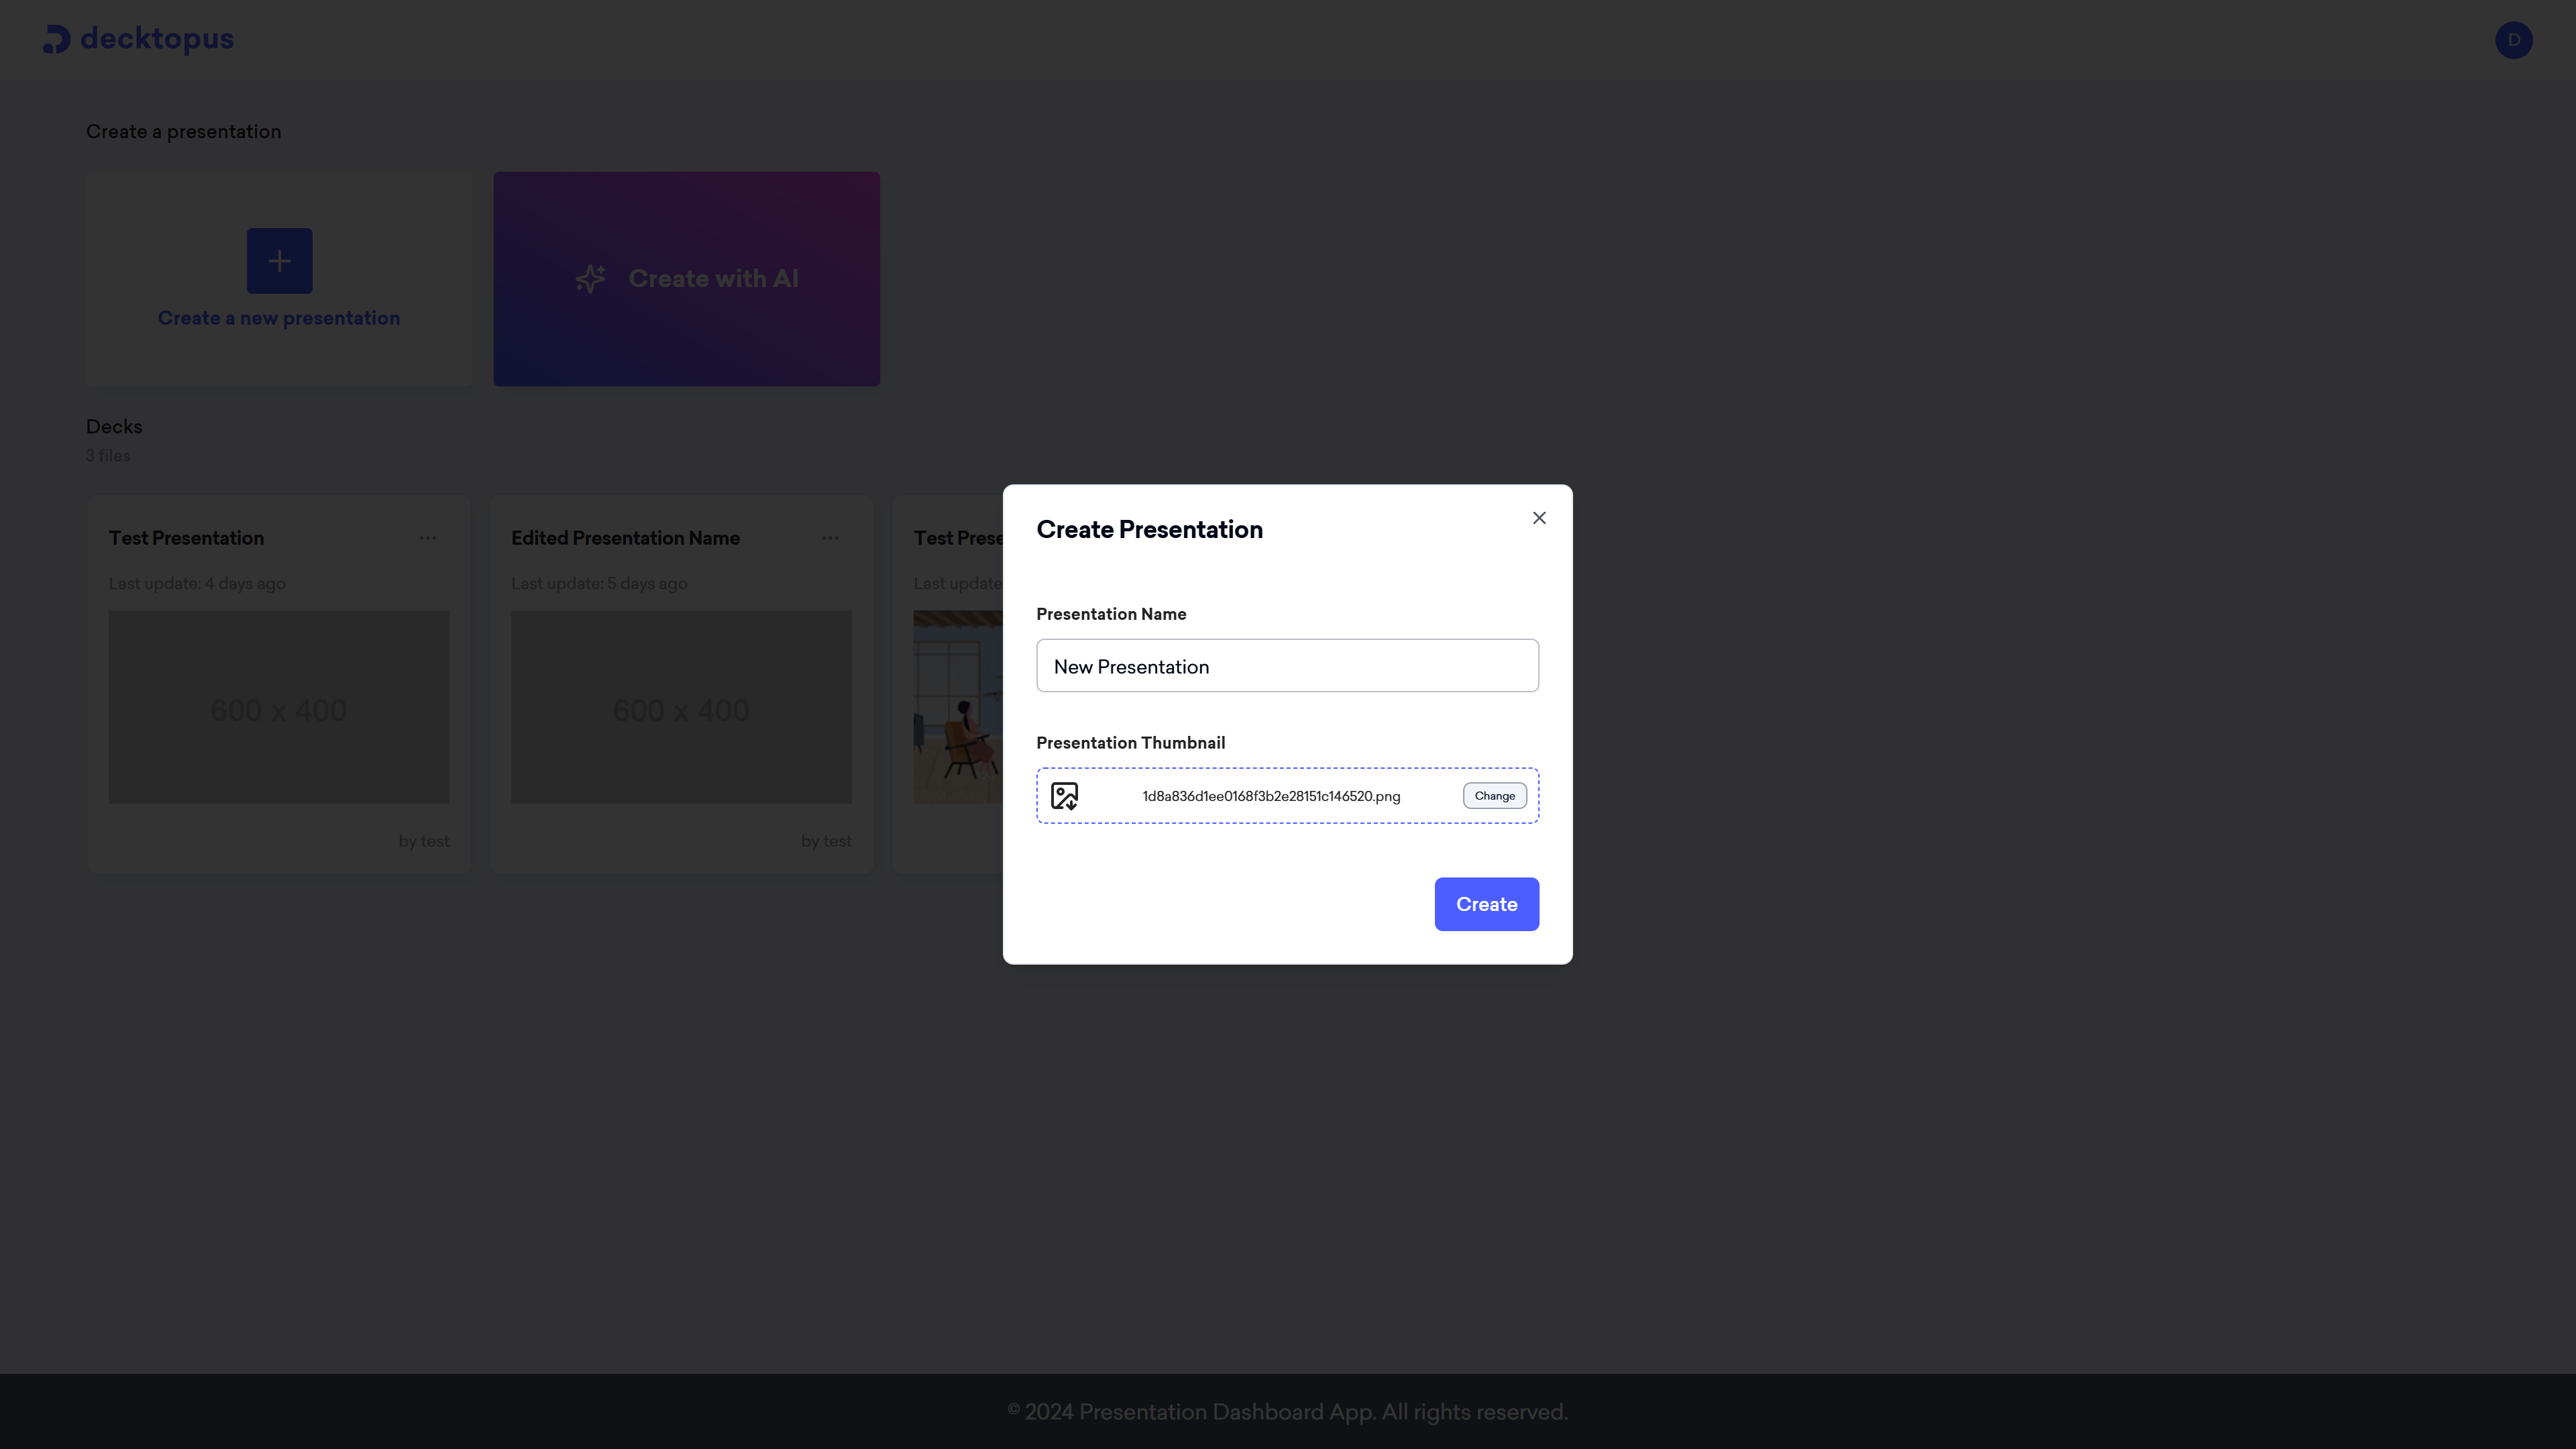 decktopus
D
Create a presentation
Create a new presentation
Create with AI
Decks
3 files
Test Presentation
Last update: 4 days ago
600 x 400
by test
Edited Presentation Name
Last update: 5 days ago
600 x 400
by test
Test Prese
Last update
Create Presentation
Presentation Name
New Presentation
Presentation Thumbnail
1d8a836d1ee0168f3b2e28151c146520.png
Change
Create
© 2024 Presentation Dashboard App. All rights reserved.